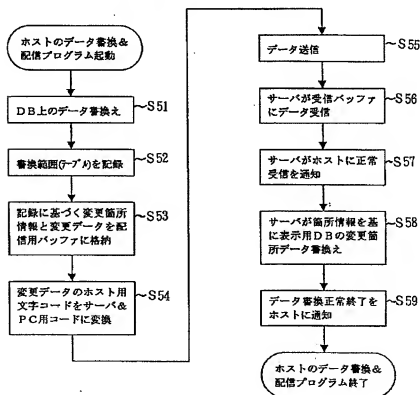 ホストのデータ書換&
配信プログラム起動
DB上のデータ書換え
S51
書換範囲(テーブル)を記録
S52
記録に基づく変更箇所
情報と変更データを配
信用バッファに格納
S53
変更データのホスト用
文字コードをサーバ&
PC用コードに変換
S54
データ送信
S55
サーバが受信バッファ
にデータ受信
S56
サーバがホストに正常
受信を通知
S57
サーバが箇所情報を基
に表示用DBの変更箇
所データ書換え
S58
データ書換正常終了を
ホストに通知
S59
ホストのデータ書換&
配信プログラム終了